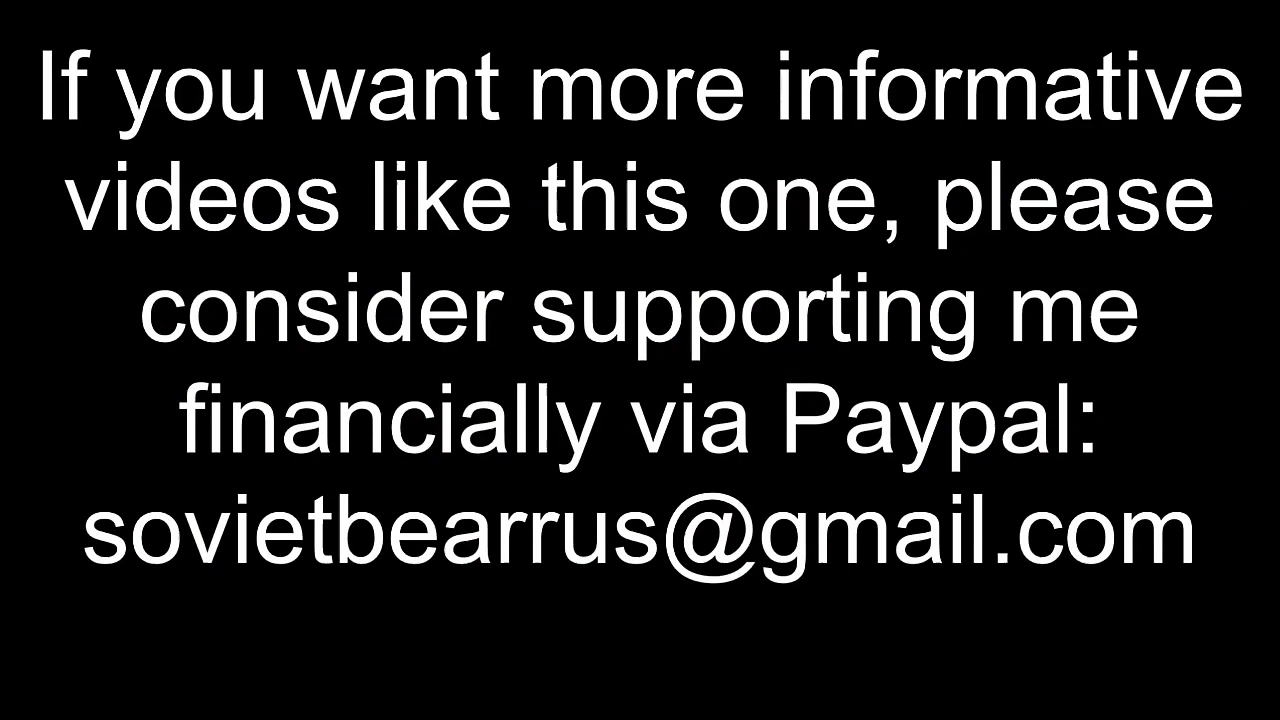 If you want more informative
videos like this one, please
consider supporting me
financially via Paypal:
sovietbearrus@gmail.com